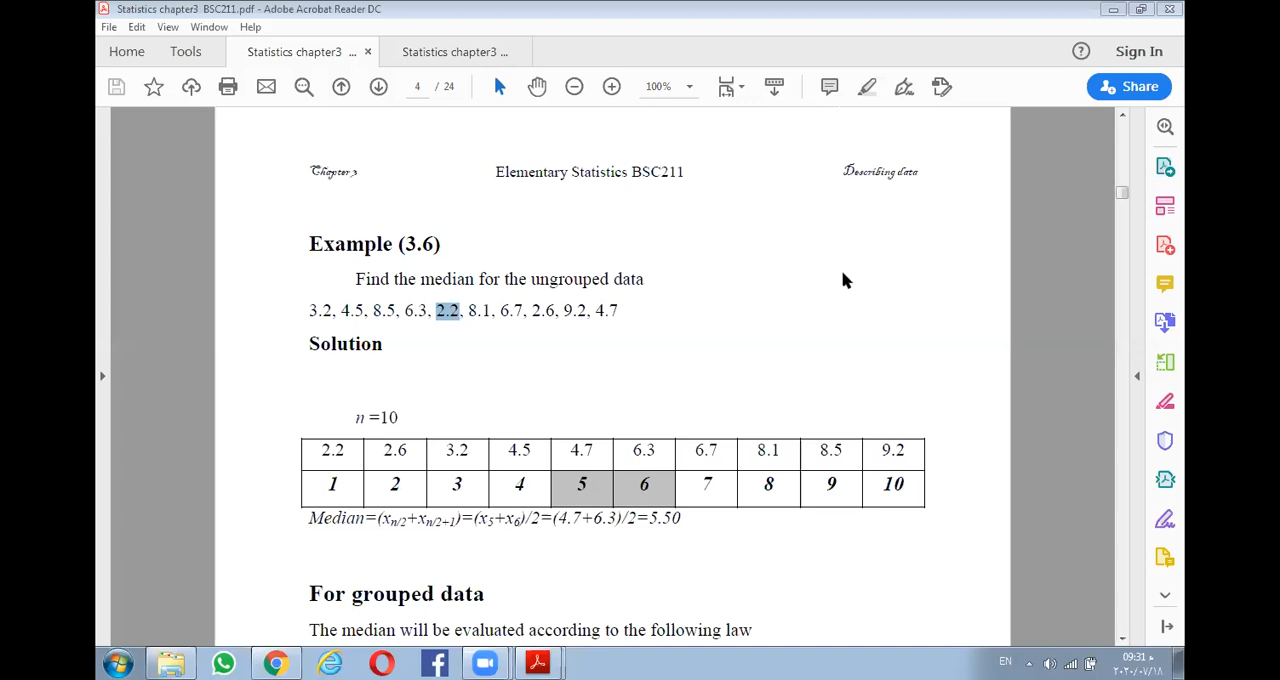 Statistics chapter3 BSC211.pdf - Adobe Acrobat Reader DC
File Edit View Window Help
Home Tools Statistics chapter3 ... × Statistics chapter3 ... Sign In
4 / 24 100% Share
Chapter 3 Elementary Statistics BSC211 Describing data
Example (3.6)
Find the median for the ungrouped data
3.2, 4.5, 8.5, 6.3, 2.2, 8.1, 6.7, 2.6, 9.2, 4.7
Solution
n =10
2.2 2.6 3.2 4.5 4.7 6.3 6.7 8.1 8.5 9.2
1 2 3 4 5 6 7 8 9 10
Median=(xn/2+xn/2+1)=(x5+x6)/2=(4.7+6.3)/2=5.50
For grouped data
The median will be evaluated according to the following law
EN 09:31 م
٢٠٢٠/٠٧/١٨